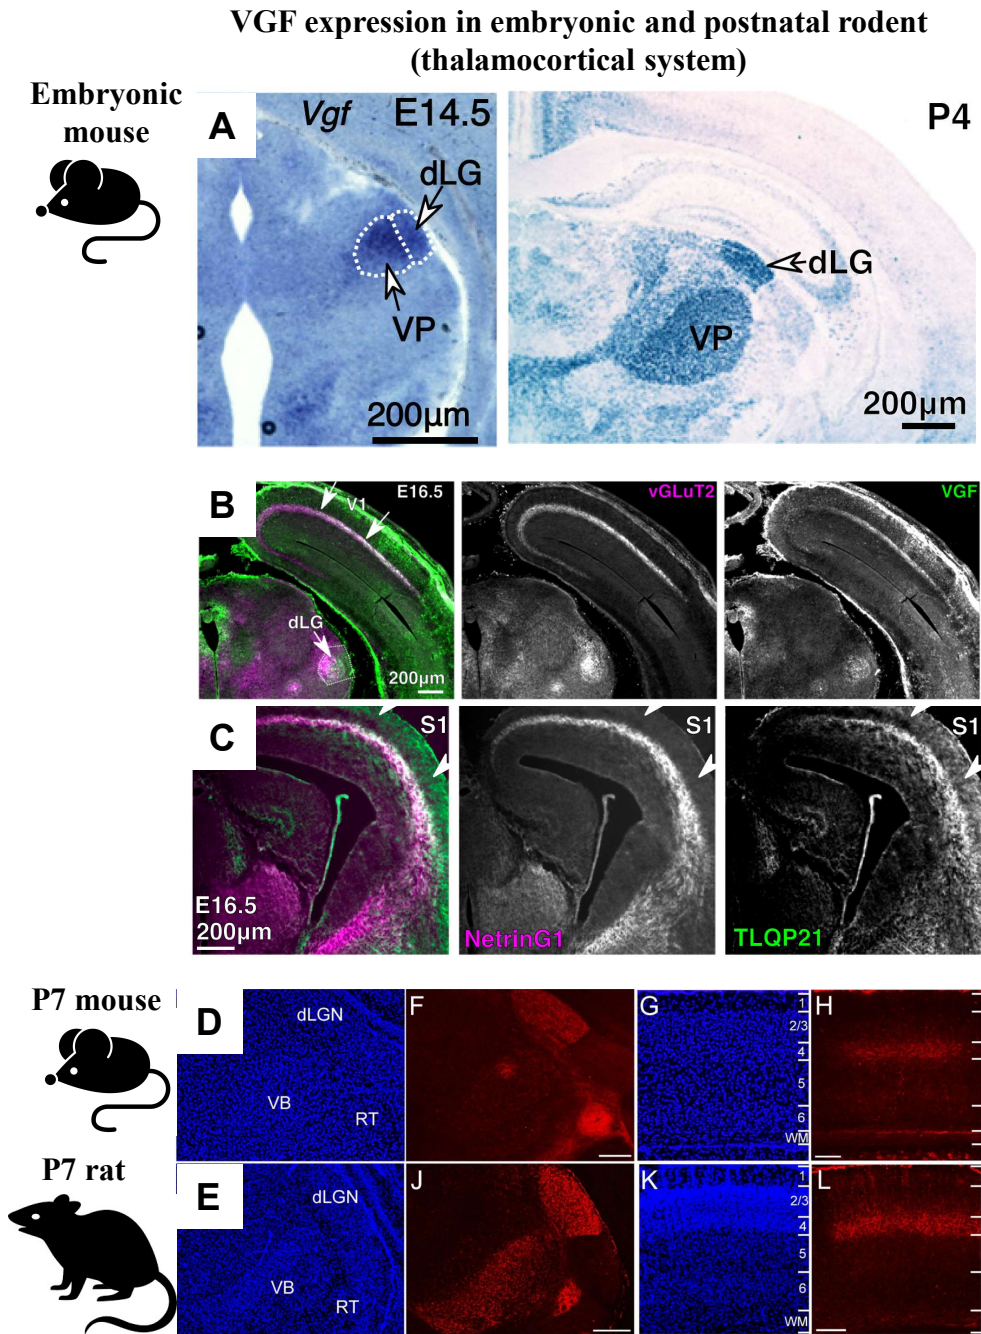 VGF expression in embryonic and postnatal rodent
(thalamocortical system)
Embryonic
mouse
A
Vgf
E14.5
dLG
VP
200µm
P4
dLG
VP
200µm
B
E16.5
V1
dLG
200µm
vGLuT2
VGF
C
S1
E16.5
200µm
S1
NetrinG1
S1
TLQP21
P7 mouse
D
dLGN
VB
RT
F
G
1
2/3
4
5
6
WM
H
P7 rat
E
dLGN
VB
RT
J
K
1
2/3
4
5
6
WM
L